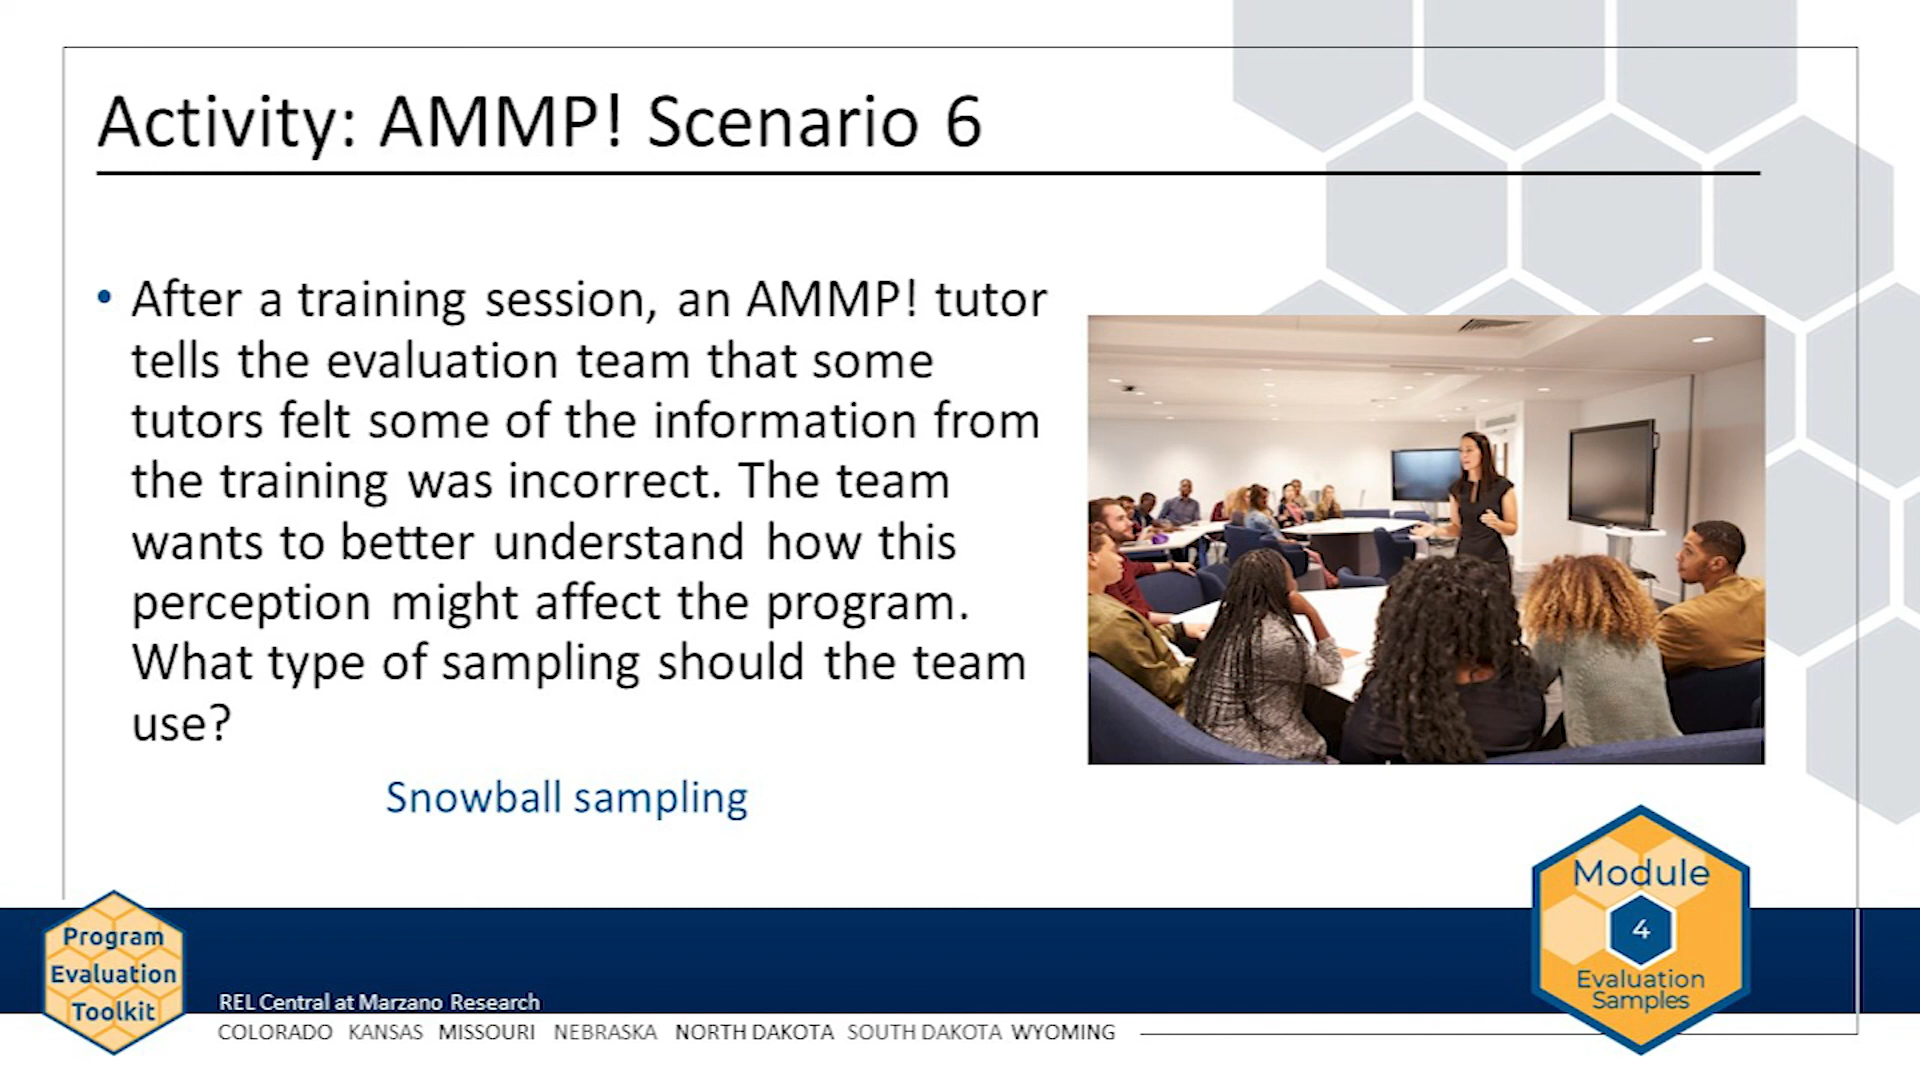 Activity: AMMP! Scenario 6
• After a training session, an AMMP! tutor
tells the evaluation team that some
tutors felt some of the information from
the training was incorrect. The team
wants to better understand how this
perception might affect the program.
What type of sampling should the team
use?
Snowball sampling
Module
4
Evaluation
Samples
Program
Evaluation
Toolkit
REL Central at Marzano Research
COLORADO KANSAS MISSOURI NEBRASKA NORTH DAKOTA SOUTH DAKOTA WYOMING